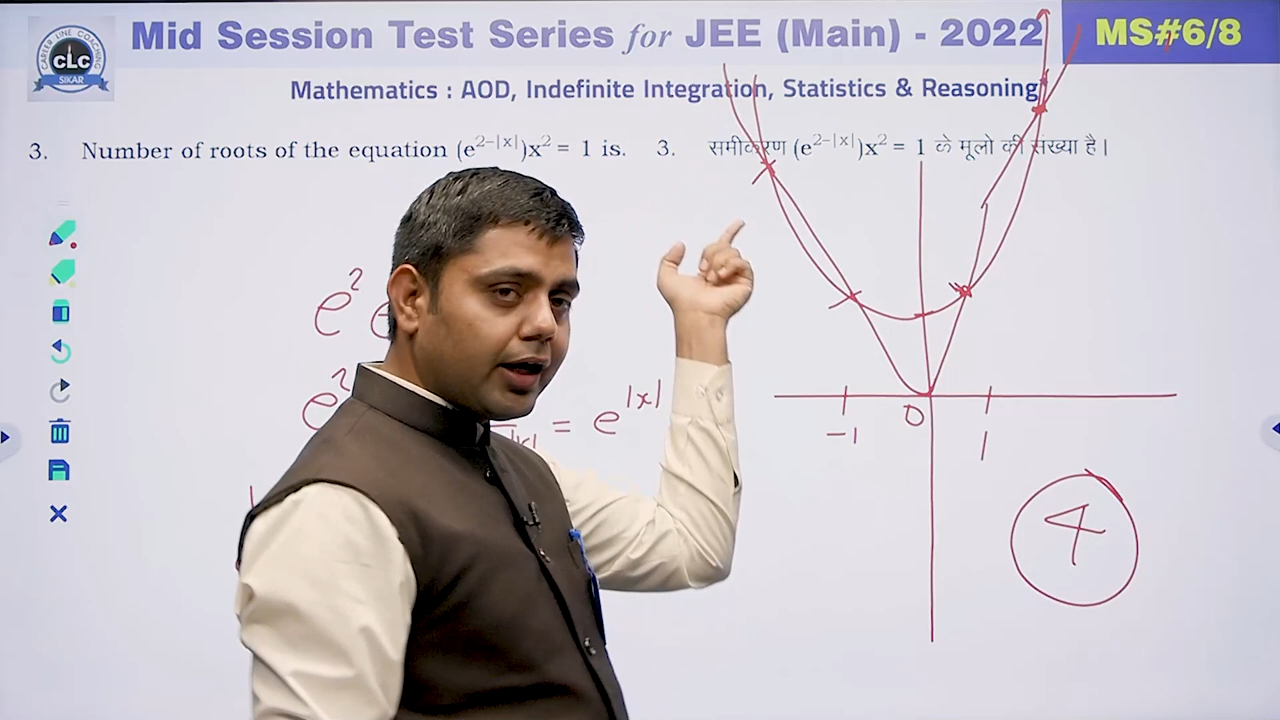 CAREER LINE COACHING
CLC
SIKAR
Mid Session Test Series for JEE (Main) - 2022
MS#6/8
Mathematics : AOD, Indefinite Integration, Statistics & Reasoning
3. Number of roots of the equation (e^{2-|x|})x² = 1 is.
3. समीकरण (e^{2-|x|})x² = 1 के मूलो की संख्या है।
e²
e²
= e^{|x|}
-1 0 1
4